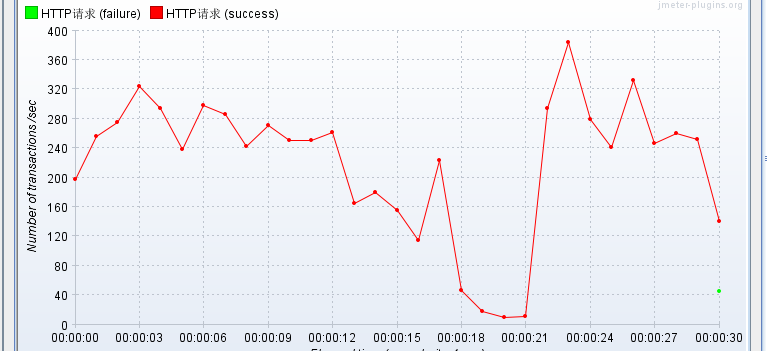 jmeter-plugins.org
HTTP请求 (failure) HTTP请求 (success)
400
360
320
280
240
200
160
120
80
40
0
Number of transactions /sec
00:00:00 00:00:03 00:00:06 00:00:09 00:00:12 00:00:15 00:00:18 00:00:21 00:00:24 00:00:27 00:00:30